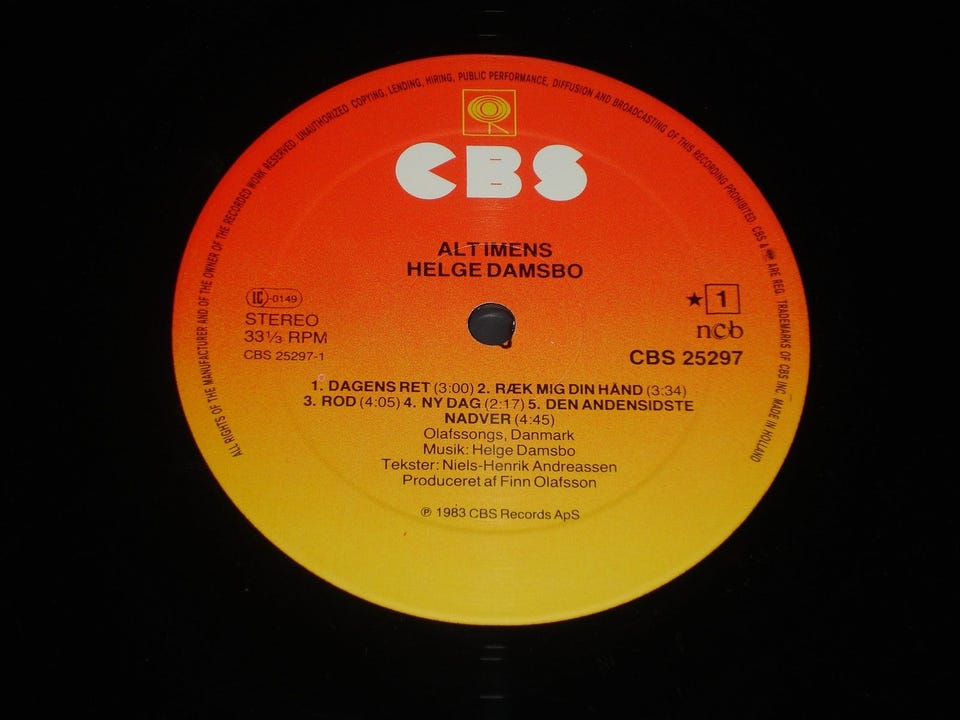 ALL RIGHTS OF THE MANUFACTURER AND OF THE OWNER OF THE RECORDED WORK RESERVED. UNAUTHORIZED COPYING, LENDING, HIRING, PUBLIC PERFORMANCE, DIFFUSION AND BROADCASTING OF THIS RECORDING PROHIBITED. CBS & ARE REG. TRADEMARKS OF CBS INC. MADE IN HOLLAND
CBS
ALT IMENS
HELGE DAMSBO
LC-0149
STEREO
33⅓ RPM
CBS 25297-1
★ 1
ncb
CBS 25297
1. DAGENS RET (3:00) 2. RÆK MIG DIN HÅND (3:34)
3. ROD (4:05) 4. NY DAG (2:17) 5. DEN ANDENSIDSTE
NADVER (4:45)
Olafssongs, Danmark
Musik: Helge Damsbo
Tekster: Niels-Henrik Andreassen
Produceret af Finn Olafsson
℗ 1983 CBS Records ApS